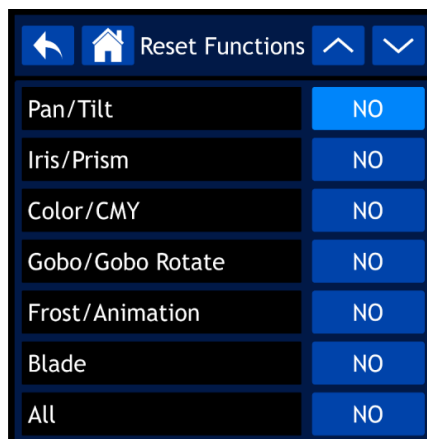 Reset Functions
Pan/Tilt NO
Iris/Prism NO
Color/CMY NO
Gobo/Gobo Rotate NO
Frost/Animation NO
Blade NO
All NO